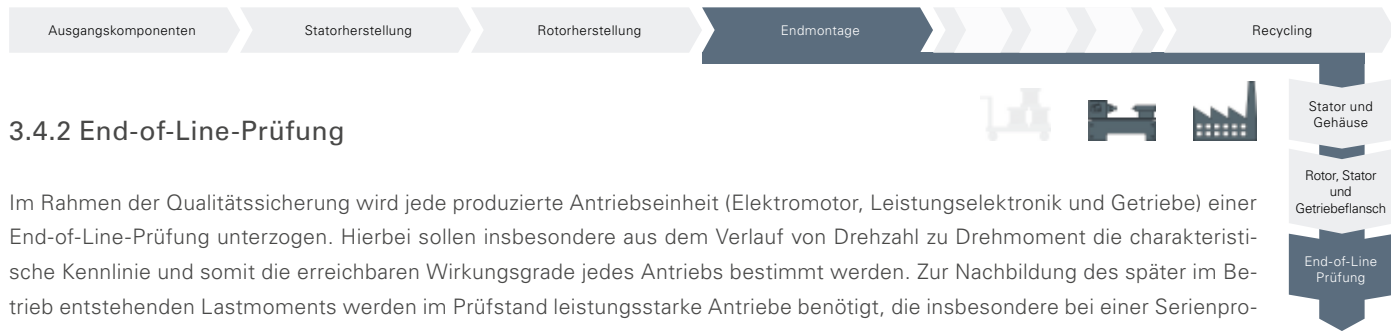 Ausgangskomponenten
Statorherstellung
Rotorherstellung
Endmontage
Recycling
3.4.2 End-of-Line-Prüfung
Im Rahmen der Qualitätssicherung wird jede produzierte Antriebseinheit (Elektromotor, Leistungselektronik und Getriebe) einer
End-of-Line-Prüfung unterzogen. Hierbei sollen insbesondere aus dem Verlauf von Drehzahl zu Drehmoment die charakteristi-
sche Kennlinie und somit die erreichbaren Wirkungsgrade jedes Antriebs bestimmt werden. Zur Nachbildung des später im Be-
trieb entstehenden Lastmoments werden im Prüfstand leistungsstarke Antriebe benötigt, die insbesondere bei einer Serienpro-
Stator und
Gehäuse
Rotor, Stator
und
Getriebeflansch
End-of-Line
Prüfung